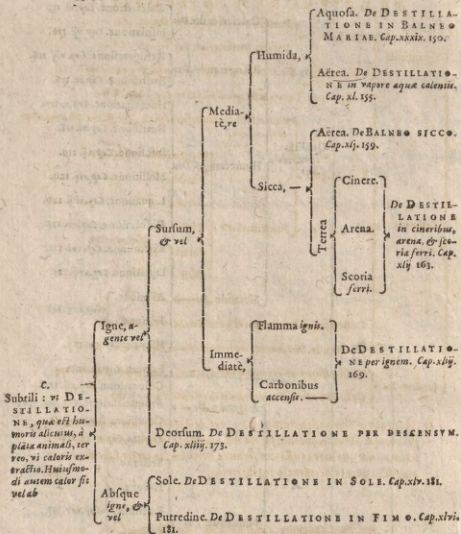 Aquosa. De DESTILLA-
TIONE IN BALNEO
MARIAE. Cap.xxxix. 150.
Humida,
Aërea. De DESTILLATIO-
NE in vapore aquæ calentis.
Cap. xl. 155.
Media-
tè, re
Aërea. De BALNEO SICCO.
Cap.xlj. 159.
Sicca,
Cinere.
Terrea
Arena.
Scoria
ferri.
De DESTIL-
LATIONE
in cineribus,
arena, & sco-
ria ferri. Cap.
xlij 163.
Sursum,
& vel
Igne, a-
gente vel
Flamma ignis.
Imme-
diatè,
Carbonibus
accensis.
De DESTILLATIO-
NE per ignem. Cap.xliij.
169.
C.
Subtili : vi DE-
STILLATIO-
NE, quæ est hu-
moris alicuius, à
plāta animali, ter
reo, vi caloris ex-
tractio. Huiusmo-
di autem calor fit
vel ab
Deorsum. De DESTILLATIONE PER DESCENSVM.
Cap. xliiij. 173.
Absque
igne, &
vel
Sole. De DESTILLATIONE IN SOLE. Cap.xlv. 181.
Putredine. De DESTILLATIONE IN FIMO. Cap.xlvi.
181.